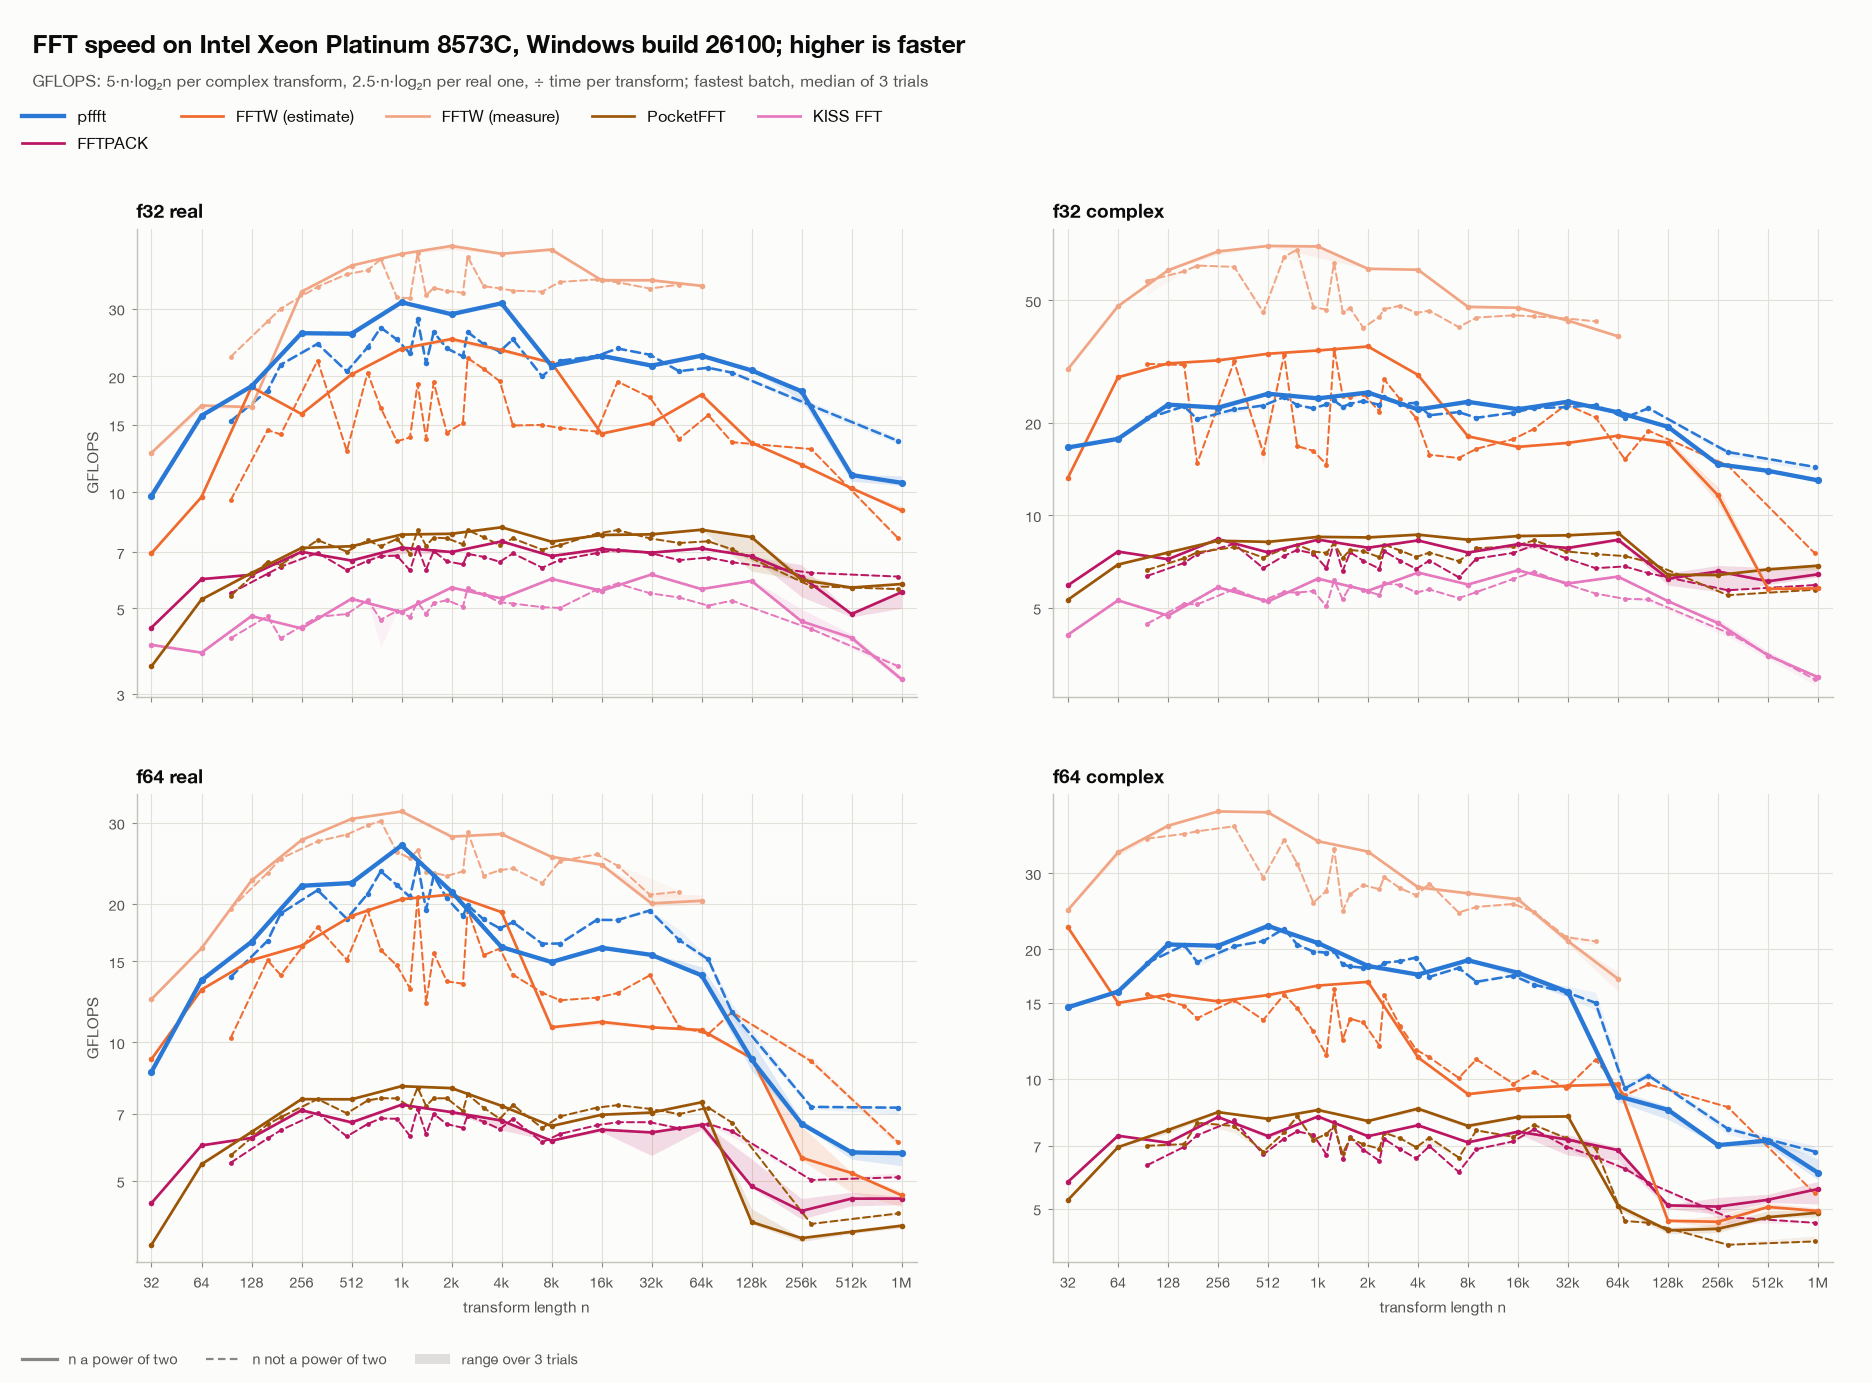 FFT speed on Intel Xeon Platinum 8573C, Windows build 26100; higher is faster
GFLOPS: 5·n·log₂n per complex transform, 2.5·n·log₂n per real one, ÷ time per transform; fastest batch, median of 3 trials
pffft FFTW (estimate) FFTW (measure) PocketFFT KISS FFT
FFTPACK
f32 real
GFLOPS
30
20
15
10
7
5
3
f32 complex
50
20
10
5
f64 real
GFLOPS
30
20
15
10
7
5
32 64 128 256 512 1k 2k 4k 8k 16k 32k 64k 128k 256k 512k 1M
transform length n
f64 complex
30
20
15
10
7
5
32 64 128 256 512 1k 2k 4k 8k 16k 32k 64k 128k 256k 512k 1M
transform length n
n a power of two n not a power of two range over 3 trials